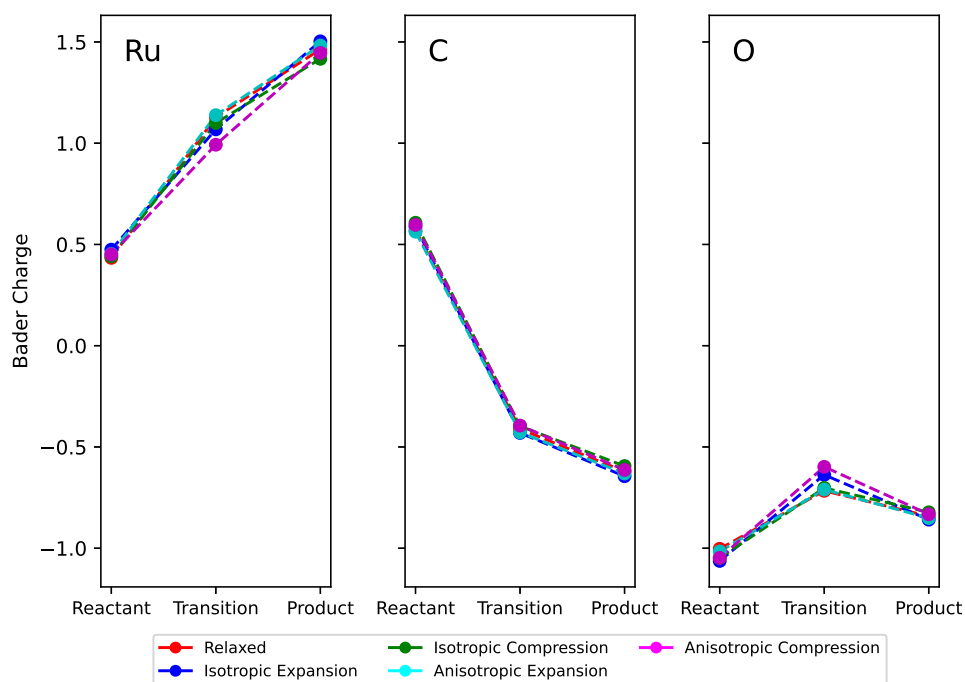 Ru
C
O
1.5
1.0
0.5
0.0
−0.5
−1.0
Bader Charge
Reactant Transition Product
Reactant Transition Product
Reactant Transition Product
Relaxed
Isotropic Expansion
Isotropic Compression
Anisotropic Expansion
Anisotropic Compression